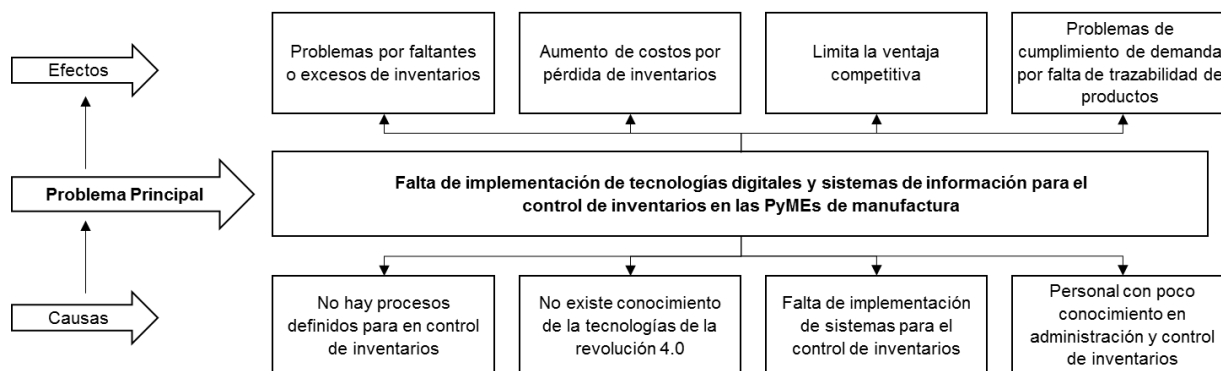 Efectos
Problemas por faltantes
o excesos de inventarios
Aumento de costos por
pérdida de inventarios
Limita la ventaja
competitiva
Problemas de
cumplimiento de demanda
por falta de trazabilidad de
productos
Problema Principal
Falta de implementación de tecnologías digitales y sistemas de información para el
control de inventarios en las PyMEs de manufactura
Causas
No hay procesos
definidos para en control
de inventarios
No existe conocimiento
de la tecnologías de la
revolución 4.0
Falta de implementación
de sistemas para el
control de inventarios
Personal con poco
conocimiento en
administración y control
de inventarios